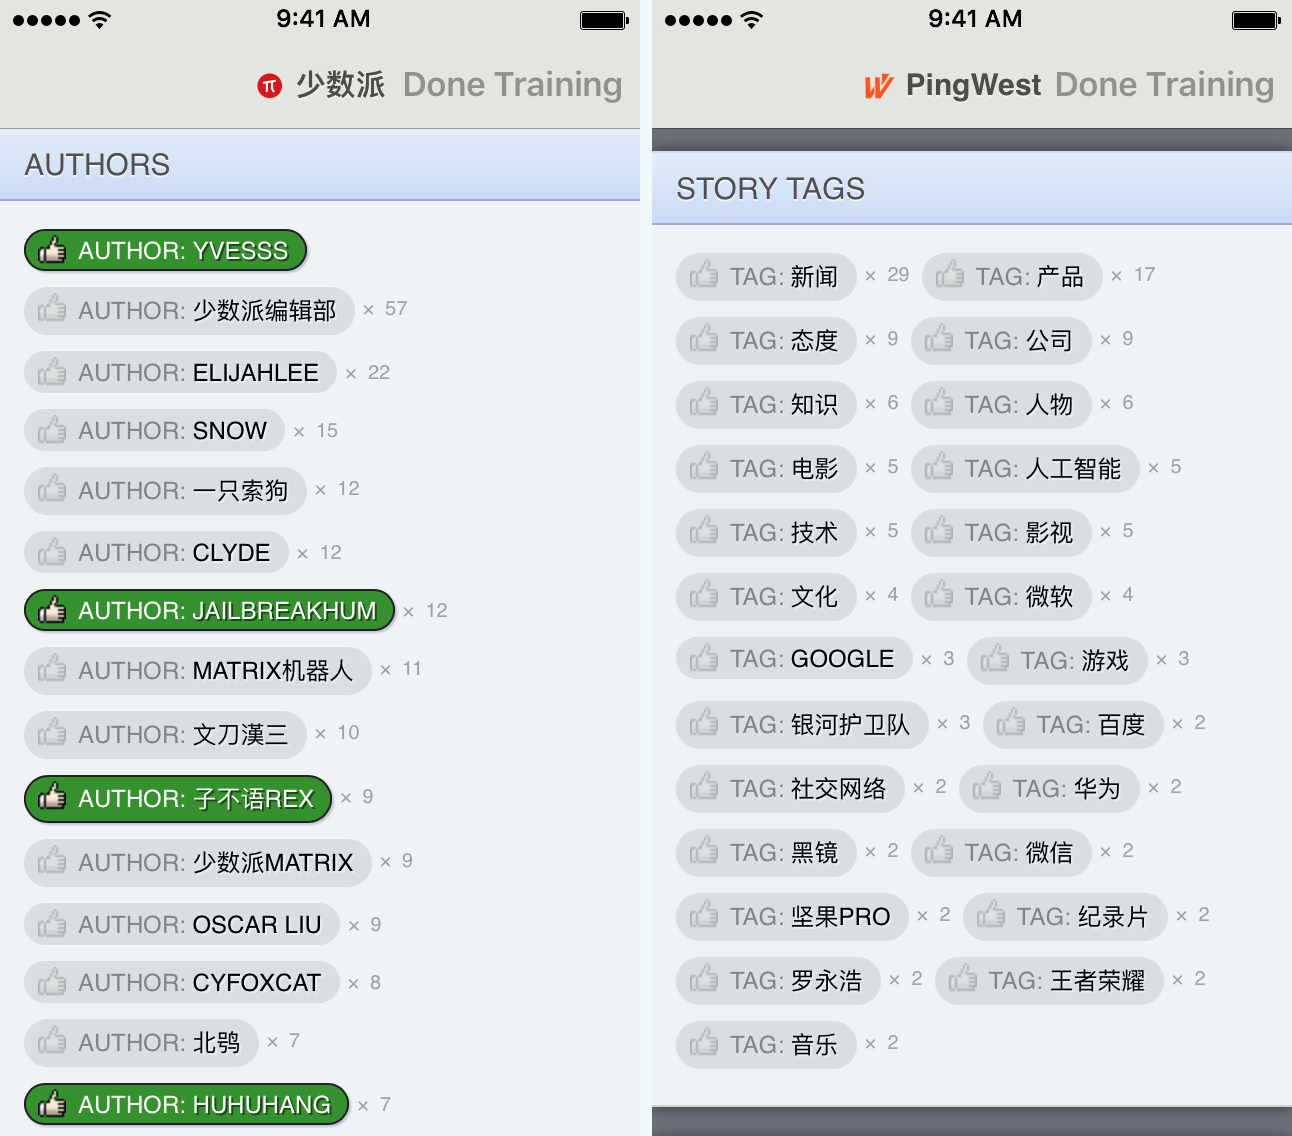 9:41 AM
少数派 Done Training
AUTHORS
AUTHOR: YVESSS
AUTHOR: 少数派编辑部 × 57
AUTHOR: ELIJAHLEE × 22
AUTHOR: SNOW × 15
AUTHOR: 一只索狗 × 12
AUTHOR: CLYDE × 12
AUTHOR: JAILBREAKHUM × 12
AUTHOR: MATRIX机器人 × 11
AUTHOR: 文刀漢三 × 10
AUTHOR: 子不语REX × 9
AUTHOR: 少数派MATRIX × 9
AUTHOR: OSCAR LIU × 9
AUTHOR: CYFOXCAT × 8
AUTHOR: 北鸮 × 7
AUTHOR: HUHUHANG × 7
9:41 AM
PingWest Done Training
STORY TAGS
TAG: 新闻 × 29 TAG: 产品 × 17
TAG: 态度 × 9 TAG: 公司 × 9
TAG: 知识 × 6 TAG: 人物 × 6
TAG: 电影 × 5 TAG: 人工智能 × 5
TAG: 技术 × 5 TAG: 影视 × 5
TAG: 文化 × 4 TAG: 微软 × 4
TAG: GOOGLE × 3 TAG: 游戏 × 3
TAG: 银河护卫队 × 3 TAG: 百度 × 2
TAG: 社交网络 × 2 TAG: 华为 × 2
TAG: 黑镜 × 2 TAG: 微信 × 2
TAG: 坚果PRO × 2 TAG: 纪录片 × 2
TAG: 罗永浩 × 2 TAG: 王者荣耀 × 2
TAG: 音乐 × 2